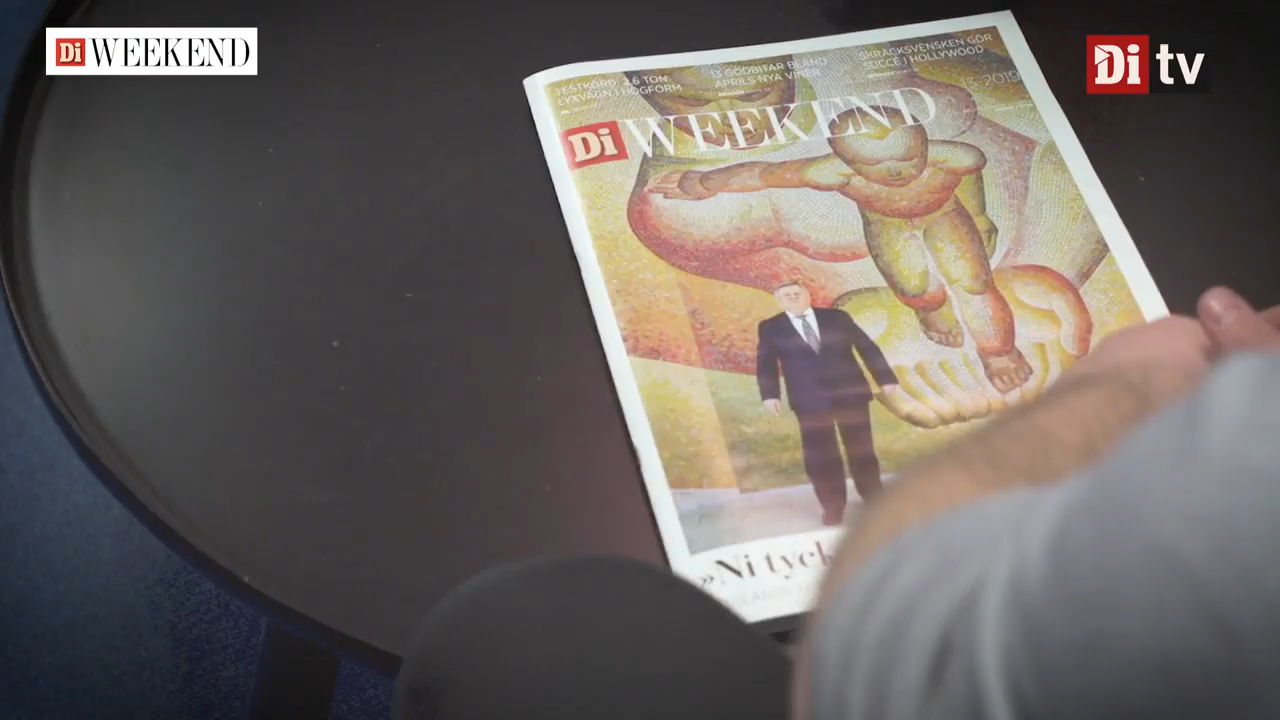 Di WEEKEND
Di tv
TESTKÖRD: 2,6 TON
LYXVAGN I HÖGFORM
13 GODBITAR BLAND
APRILS NYA VINER
SKRÄCKSVENSKEN GÖR
SUCCÉ I HOLLYWOOD
13. 2019
Di WEEKEND
»Ni tyck